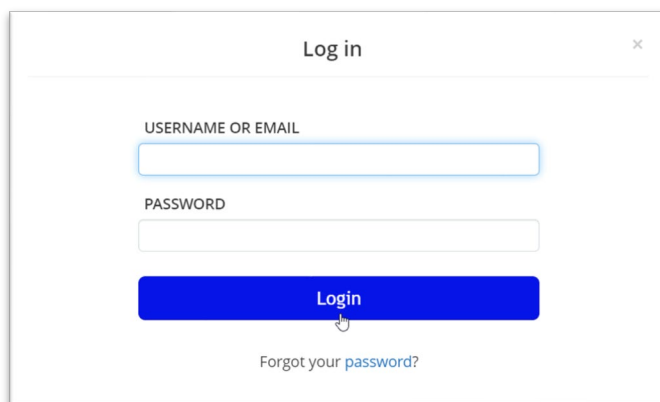 Log in
×
USERNAME OR EMAIL
PASSWORD
Login
Forgot your password?